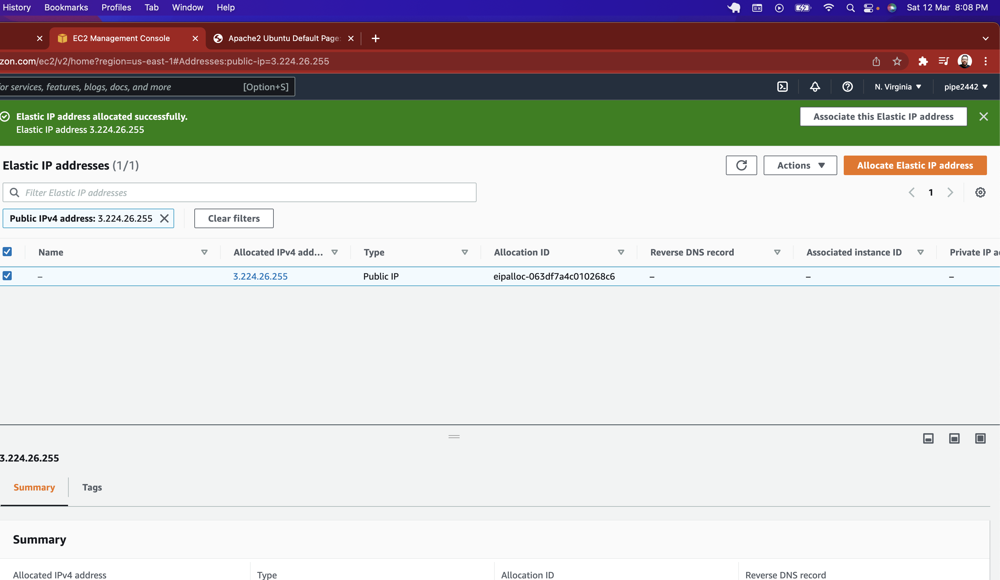 History Bookmarks Profiles Tab Window Help Sat 12 Mar 8:08 PM
EC2 Management Console Apache2 Ubuntu Default Page:
zon.com/ec2/v2/home?region=us-east-1#Addresses:public-ip=3.224.26.255
for services, features, blogs, docs, and more [Option+S] N. Virginia pipe2442
Elastic IP address allocated successfully.
Elastic IP address 3.224.26.255
Associate this Elastic IP address
Elastic IP addresses (1/1)
Actions
Allocate Elastic IP address
Filter Elastic IP addresses
1
Public IPv4 address: 3.224.26.255
Clear filters
Name Allocated IPv4 add... Type Allocation ID Reverse DNS record Associated instance ID Private IP a
– 3.224.26.255 Public IP eipalloc-063df7a4c010268c6 – – –
3.224.26.255
Summary Tags
Summary
Allocated IPv4 address Type Allocation ID Reverse DNS record